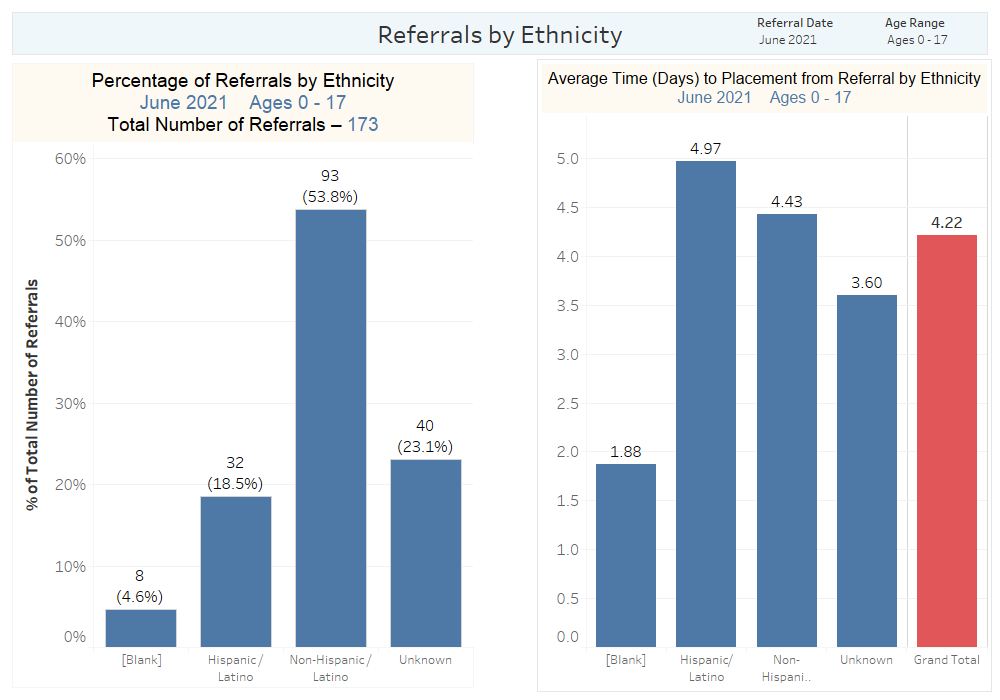 Referrals by Ethnicity
Referral Date
June 2021
Age Range
Ages 0 - 17
Percentage of Referrals by Ethnicity
June 2021 Ages 0 - 17
Total Number of Referrals – 173
% of Total Number of Referrals
60%
50%
40%
30%
20%
10%
0%
8
(4.6%)
32
(18.5%)
93
(53.8%)
40
(23.1%)
[Blank]
Hispanic/
Latino
Non-Hispanic/
Latino
Unknown
Average Time (Days) to Placement from Referral by Ethnicity
June 2021 Ages 0 - 17
5.0
4.5
4.0
3.5
3.0
2.5
2.0
1.5
1.0
0.5
0.0
1.88
4.97
4.43
3.60
4.22
[Blank]
Hispanic/
Latino
Non-
Hispani..
Unknown
Grand Total